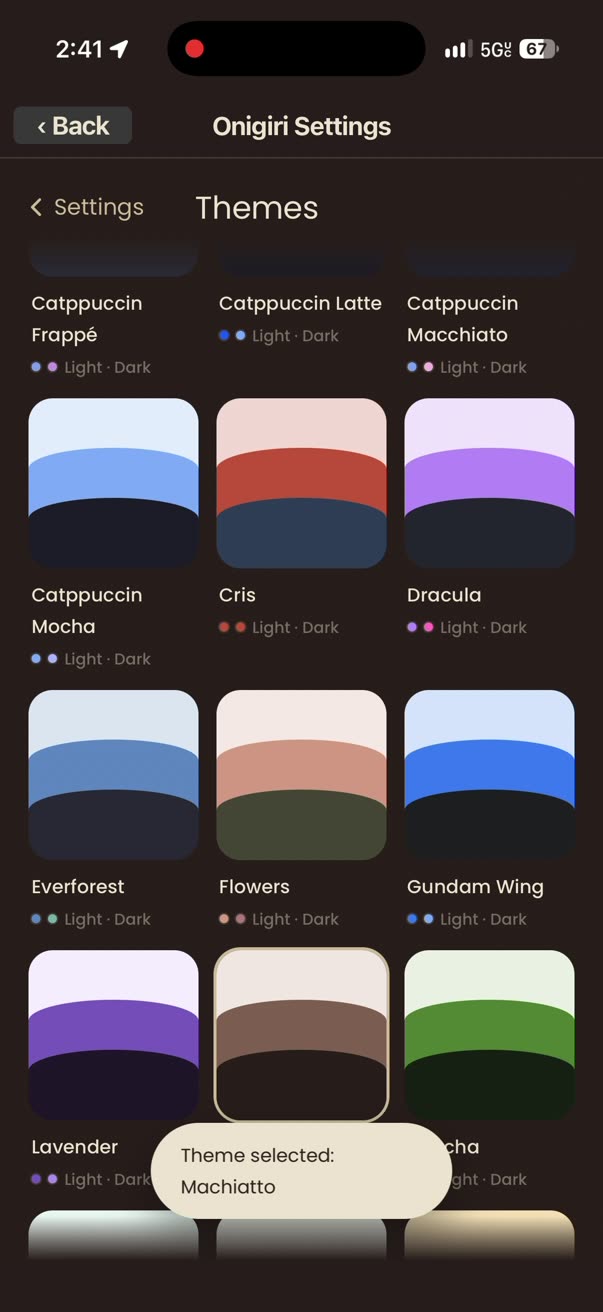 2:41
5G UC 67
‹ Back
Onigiri Settings
Settings
Themes
Catppuccin
Frappé
Light · Dark
Catppuccin Latte
Light · Dark
Catppuccin
Macchiato
Light · Dark
Catppuccin
Mocha
Light · Dark
Cris
Light · Dark
Dracula
Light · Dark
Everforest
Light · Dark
Flowers
Light · Dark
Gundam Wing
Light · Dark
Lavender
Light · Dark
Theme selected:
Machiatto
cha
ght · Dark